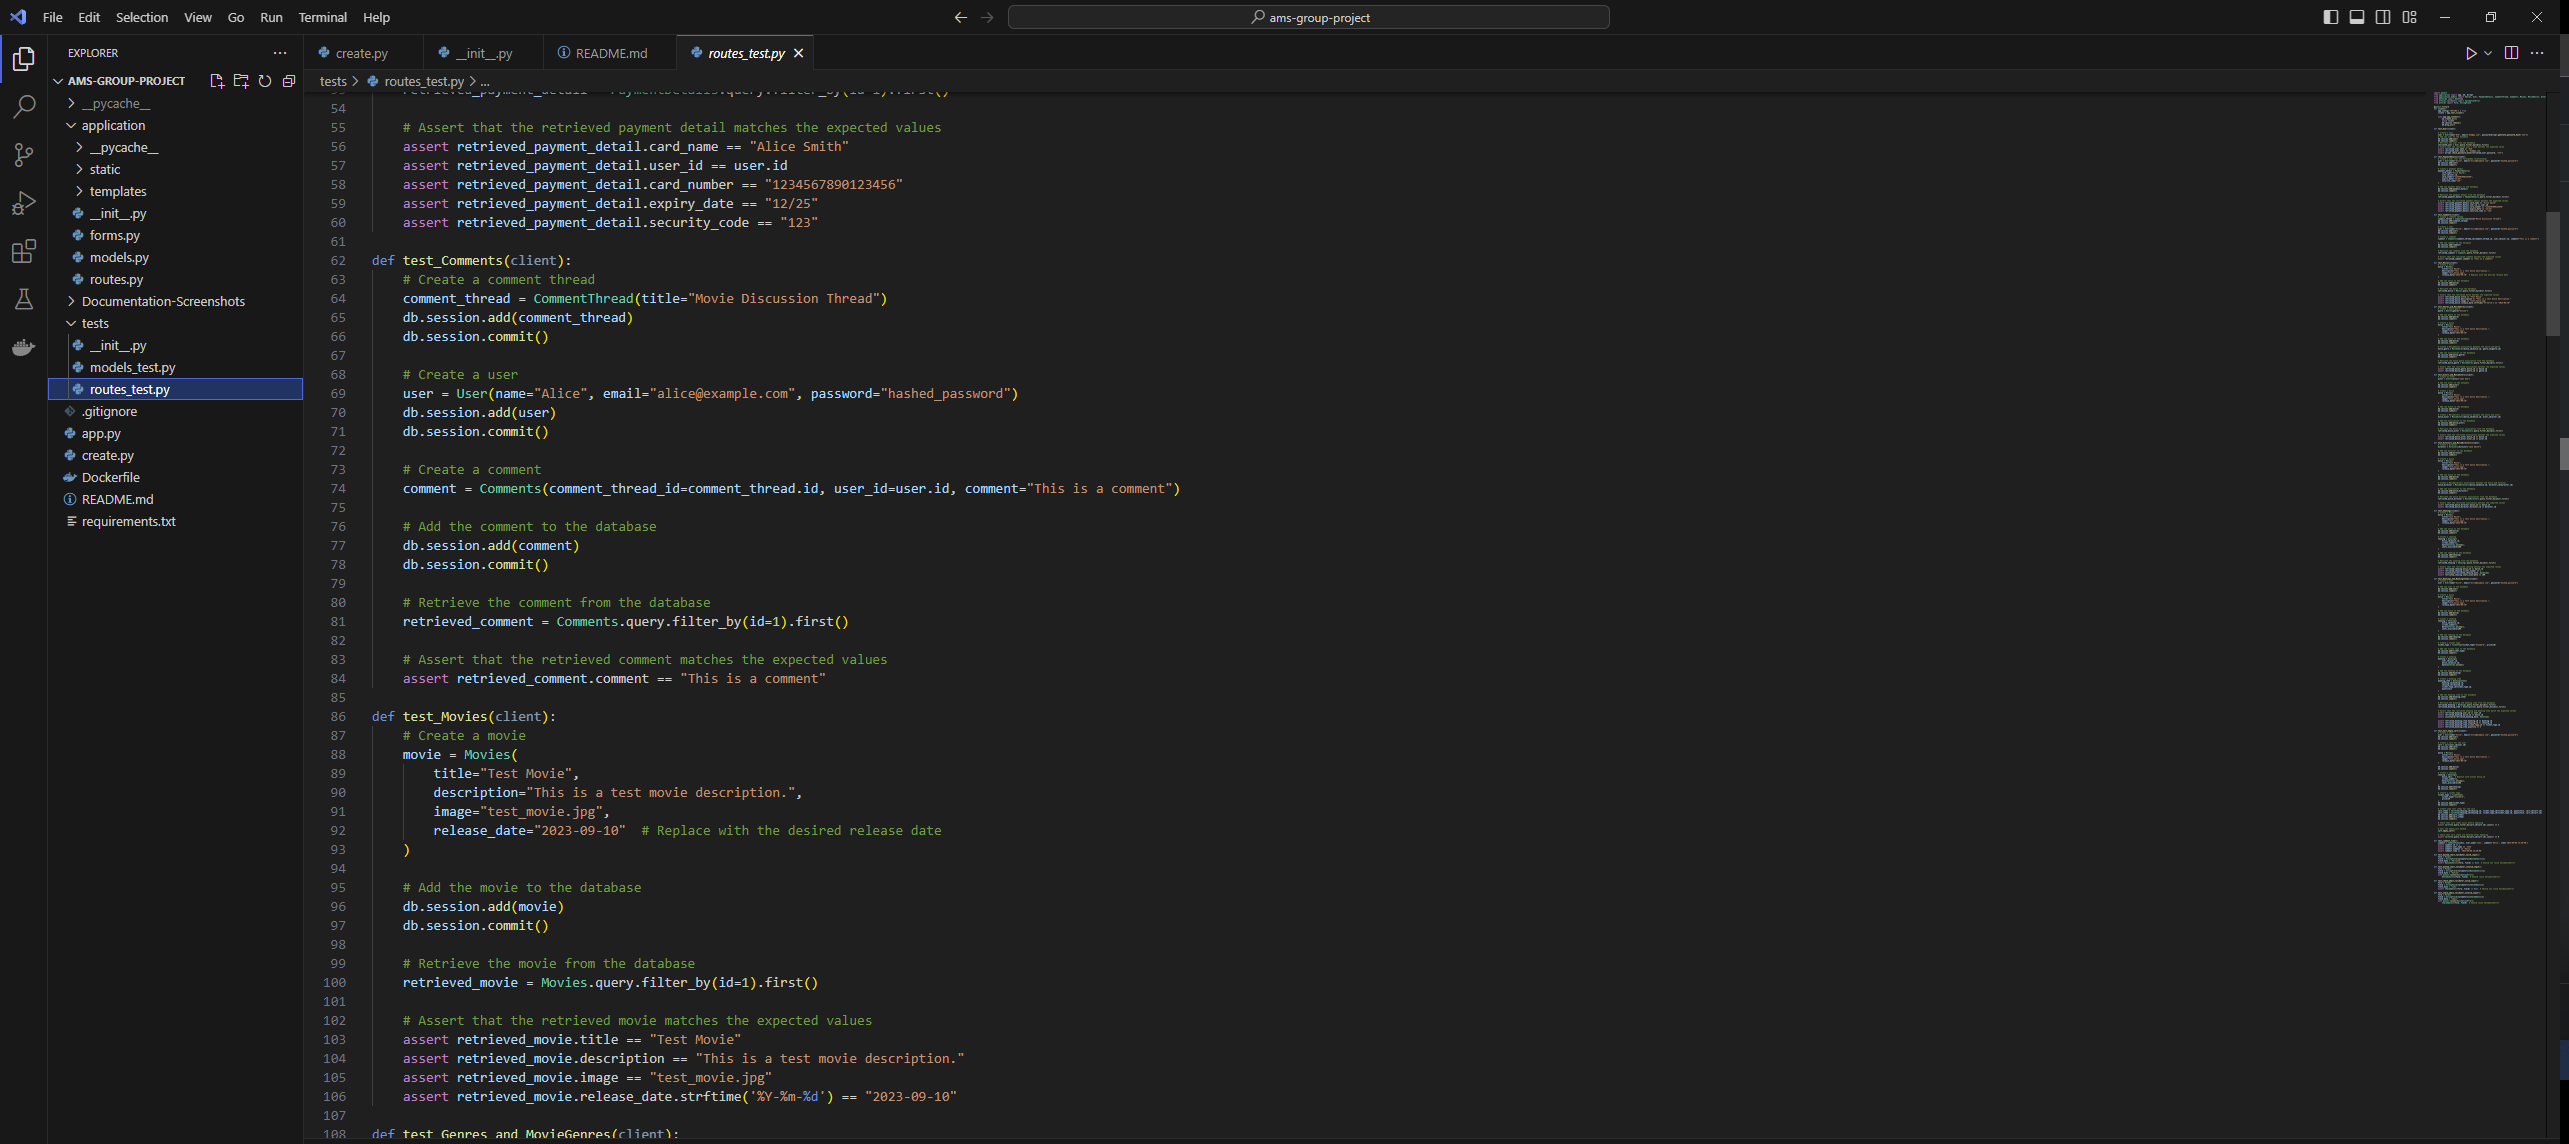 File Edit Selection View Go Run Terminal Help
ams-group-project
EXPLORER
AMS-GROUP-PROJECT
__pycache__
application
__pycache__
static
templates
__init__.py
forms.py
models.py
routes.py
Documentation-Screenshots
tests
__init__.py
models_test.py
routes_test.py
.gitignore
app.py
create.py
Dockerfile
README.md
requirements.txt
create.py
__init__.py
README.md
routes_test.py
tests > routes_test.py > ...
54
55 # Assert that the retrieved payment detail matches the expected values
56 assert retrieved_payment_detail.card_name == "Alice Smith"
57 assert retrieved_payment_detail.user_id == user.id
58 assert retrieved_payment_detail.card_number == "1234567890123456"
59 assert retrieved_payment_detail.expiry_date == "12/25"
60 assert retrieved_payment_detail.security_code == "123"
61
62 def test_Comments(client):
63 # Create a comment thread
64 comment_thread = CommentThread(title="Movie Discussion Thread")
65 db.session.add(comment_thread)
66 db.session.commit()
67
68 # Create a user
69 user = User(name="Alice", email="alice@example.com", password="hashed_password")
70 db.session.add(user)
71 db.session.commit()
72
73 # Create a comment
74 comment = Comments(comment_thread_id=comment_thread.id, user_id=user.id, comment="This is a comment")
75
76 # Add the comment to the database
77 db.session.add(comment)
78 db.session.commit()
79
80 # Retrieve the comment from the database
81 retrieved_comment = Comments.query.filter_by(id=1).first()
82
83 # Assert that the retrieved comment matches the expected values
84 assert retrieved_comment.comment == "This is a comment"
85
86 def test_Movies(client):
87 # Create a movie
88 movie = Movies(
89 title="Test Movie",
90 description="This is a test movie description.",
91 image="test_movie.jpg",
92 release_date="2023-09-10" # Replace with the desired release date
93 )
94
95 # Add the movie to the database
96 db.session.add(movie)
97 db.session.commit()
98
99 # Retrieve the movie from the database
100 retrieved_movie = Movies.query.filter_by(id=1).first()
101
102 # Assert that the retrieved movie matches the expected values
103 assert retrieved_movie.title == "Test Movie"
104 assert retrieved_movie.description == "This is a test movie description."
105 assert retrieved_movie.image == "test_movie.jpg"
106 assert retrieved_movie.release_date.strftime('%Y-%m-%d') == "2023-09-10"
107
108 def test_Genres_and_MovieGenres(client):